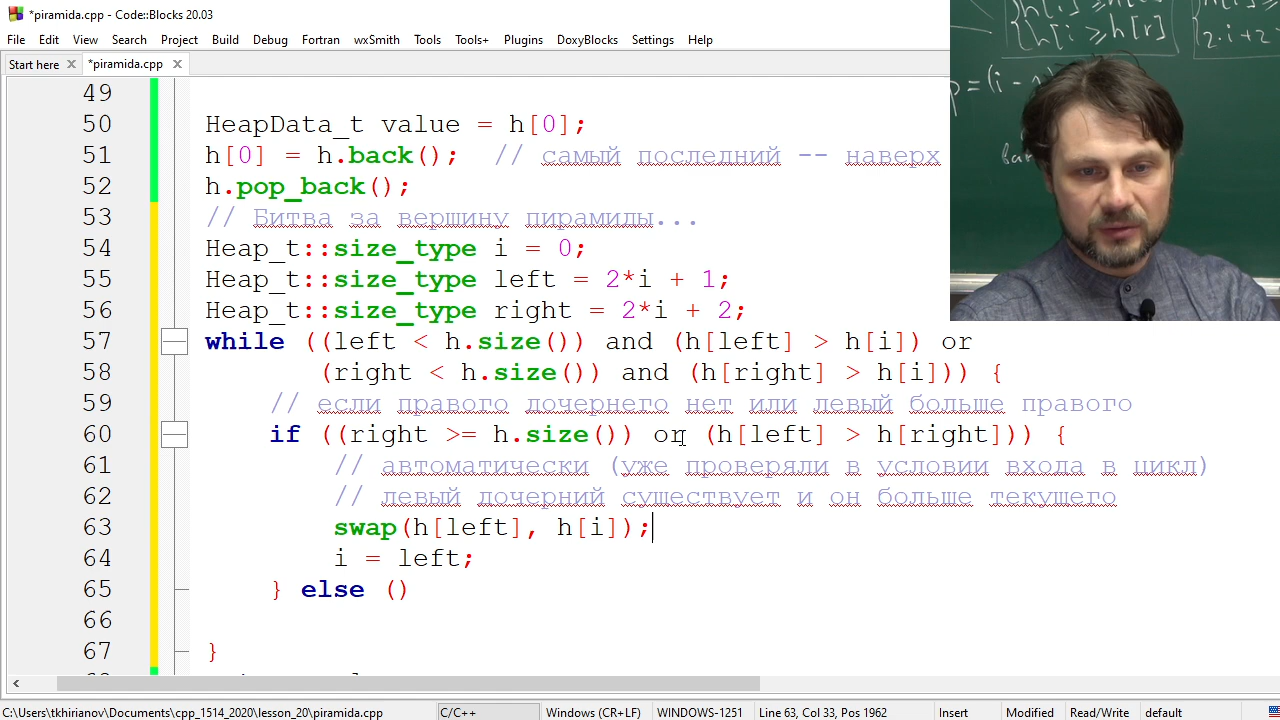 *piramida.cpp - Code::Blocks 20.03
File Edit View Search Project Build Debug Fortran wxSmith Tools Tools+ Plugins DoxyBlocks Settings Help
Start here *piramida.cpp
49
50 HeapData_t value = h[0];
51 h[0] = h.back(); // самый последний -- наверх
52 h.pop_back();
53 // Битва за вершину пирамиды...
54 Heap_t::size_type i = 0;
55 Heap_t::size_type left = 2*i + 1;
56 Heap_t::size_type right = 2*i + 2;
57 while ((left < h.size()) and (h[left] > h[i]) or
58 (right < h.size()) and (h[right] > h[i])) {
59 // если правого дочернего нет или левый больше правого
60 if ((right >= h.size()) or (h[left] > h[right])) {
61 // автоматически (уже проверяли в условии входа в цикл)
62 // левый дочерний существует и он больше текущего
63 swap(h[left], h[i]);
64 i = left;
65 } else ()
66
67 }
C:\Users\tkhirianov\Documents\cpp_1514_2020\lesson_20\piramida.cpp C/C++ Windows (CR+LF) WINDOWS-1251 Line 63, Col 33, Pos 1962 Insert Modified Read/Write default
h[i] ≥ h[r]
2·i+2